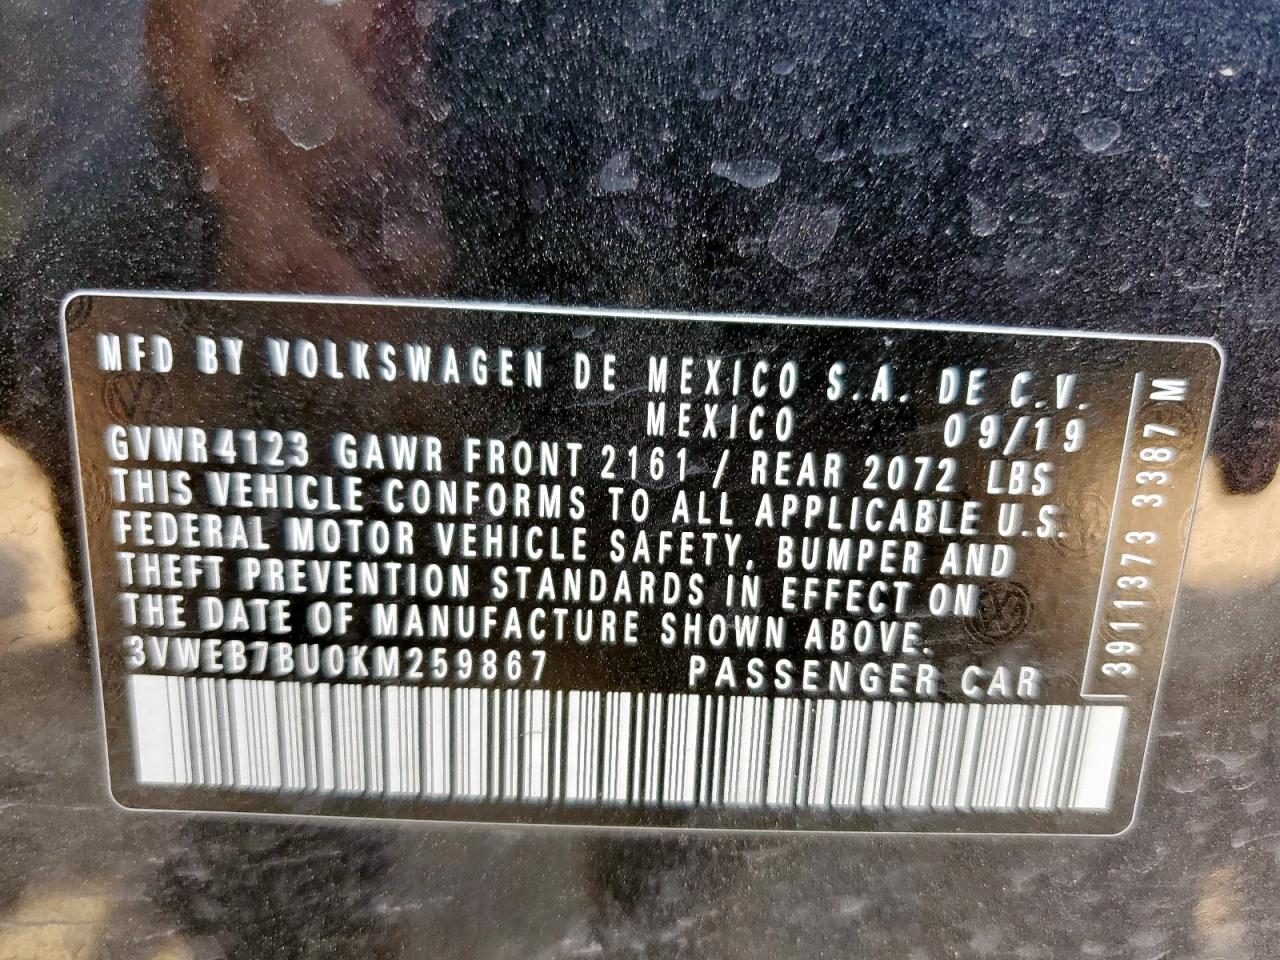 MFD BY VOLKSWAGEN DE MEXICO S.A. DE C.V.
MEXICO 09/19
GVWR 4123 GAWR FRONT 2161 / REAR 2072 LBS
THIS VEHICLE CONFORMS TO ALL APPLICABLE U.S.
FEDERAL MOTOR VEHICLE SAFETY, BUMPER AND
THEFT PREVENTION STANDARDS IN EFFECT ON
THE DATE OF MANUFACTURE SHOWN ABOVE.
3VWEB7BU0KM259867 PASSENGER CAR
3911373 3387 M